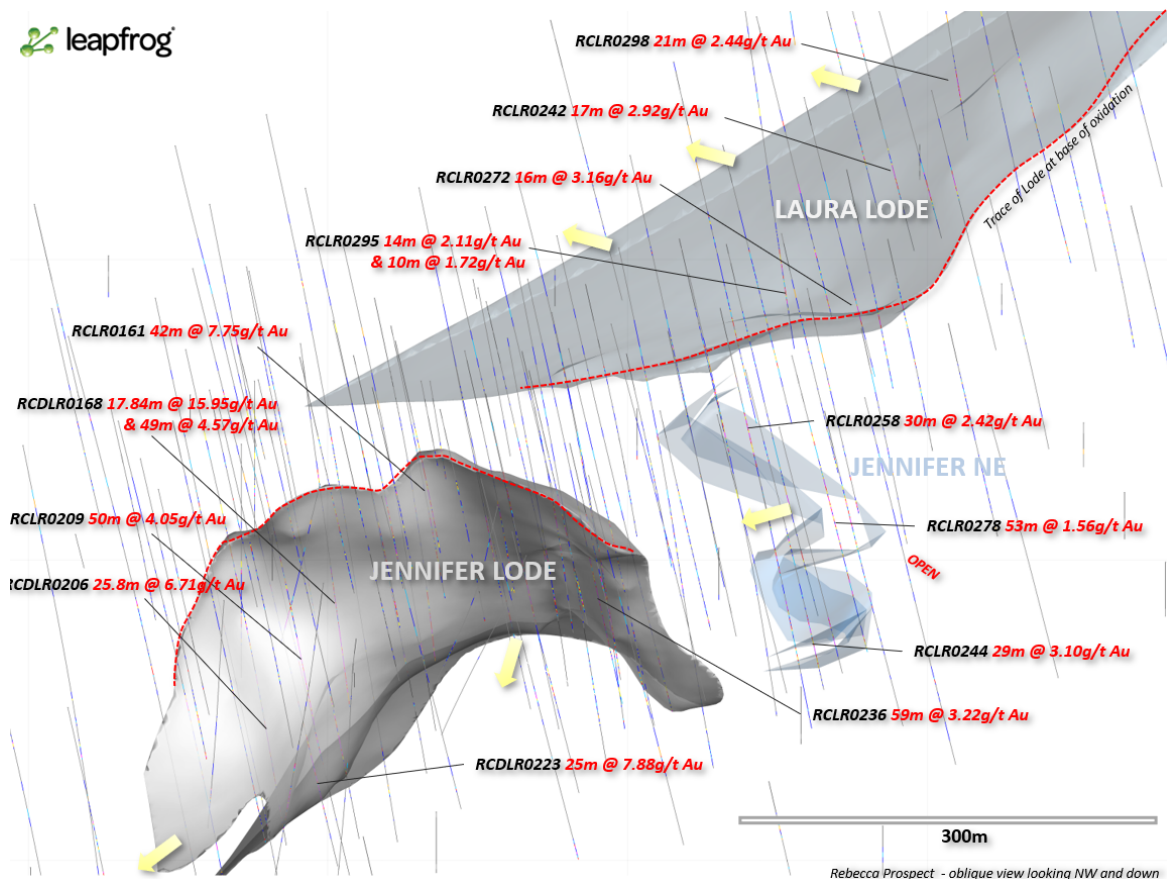 leapfrog
RCLR0298 21m @ 2.44g/t Au
RCLR0242 17m @ 2.92g/t Au
RCLR0272 16m @ 3.16g/t Au
Trace of Lode at base of oxidation
LAURA LODE
RCLR0295 14m @ 2.11g/t Au
& 10m @ 1.72g/t Au
RCLR0161 42m @ 7.75g/t Au
RCDLR0168 17.84m @ 15.95g/t Au
& 49m @ 4.57g/t Au
RCLR0258 30m @ 2.42g/t Au
JENNIFER NE
RCLR0209 50m @ 4.05g/t Au
RCLR0278 53m @ 1.56g/t Au
OPEN
JENNIFER LODE
RCDLR0206 25.8m @ 6.71g/t Au
RCLR0244 29m @ 3.10g/t Au
RCLR0236 59m @ 3.22g/t Au
RCDLR0223 25m @ 7.88g/t Au
300m
Rebecca Prospect - oblique view looking NW and down